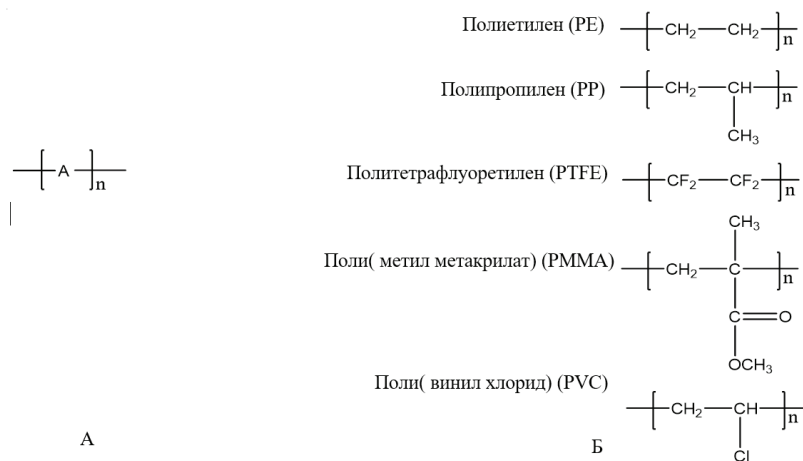 Полиетилен (PE)
CH₂ CH₂ n
Полипропилен (PP)
CH₂ CH n
CH₃
A n
Политетрафлуоретилен (PTFE)
CF₂ CF₂ n
CH₃
Поли( метил метакрилат) (PMMA)
CH₂ C n
C O
OCH₃
Поли( винил хлорид) (PVC)
CH₂ CH n
Cl
А
Б